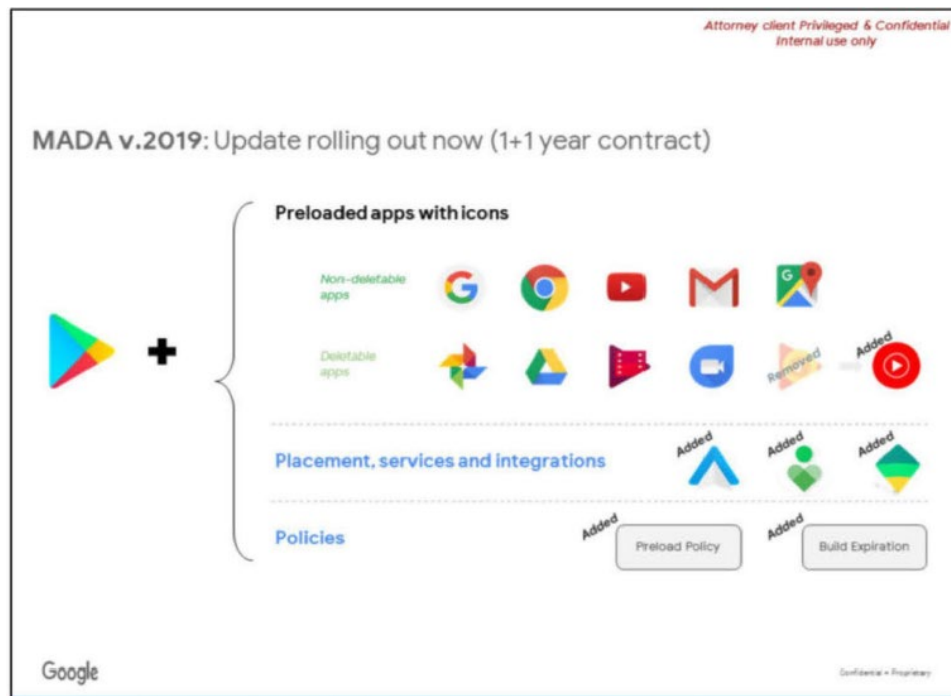 Attorney client Privileged & Confidential
Internal use only
MADA v.2019: Update rolling out now (1+1 year contract)
Preloaded apps with icons
Non-deletable
apps
G
G
Deletable
apps
Removed
Added
Placement, services and integrations
Added
Added
Added
Policies
Added
Preload Policy
Added
Build Expiration
Google
Confidential + Proprietary